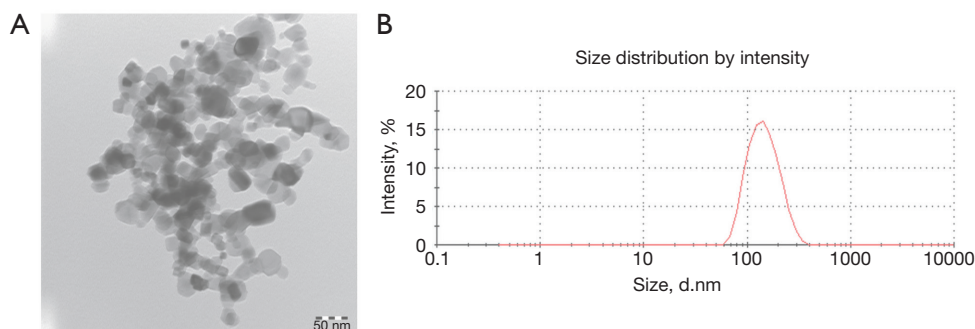 A
50 nm
B
Size distribution by intensity
Intensity, %
20
15
10
5
0
0.1 1 10 100 1000 10000
Size, d.nm